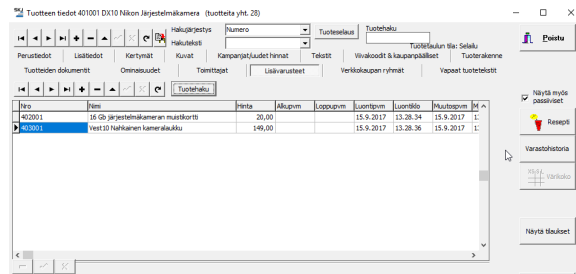 Tuotteen tiedot 401001 DX10 Nikon Järjestelmäkamera (tuotteita yht. 28)
Hakujärjestys Numero
Hakuteksti
Tuoteselaus
Tuotehaku
Tuotetaulun tila: Selailu
Poistu
Perustiedot Lisätiedot Kertymät Kuvat Kampanjat/uudet hinnat Tekstit Viivakoodit & kaupanpäälliset Tuoterakenne
Tuotteiden dokumentit Ominaisuudet Toimittajat Lisävarusteet Verkkokaupan ryhmät Vapaat tuotetekstit
Tuotehaku
Näytä myös passiiviset
Nro Nimi Hinta Alkupvm Loppupvm Luontipvm Luontiklo Muutospvm M
402001 16 Gb järjestelmäkameran muistikortti 20,00 15.9.2017 13.28.34 15.9.2017 13
403001 Vest10 Nahkainen kameralaukku 149,00 15.9.2017 13.28.36 15.9.2017 13
Resepti
Varastohistoria
Värikoko
Näytä tilaukset